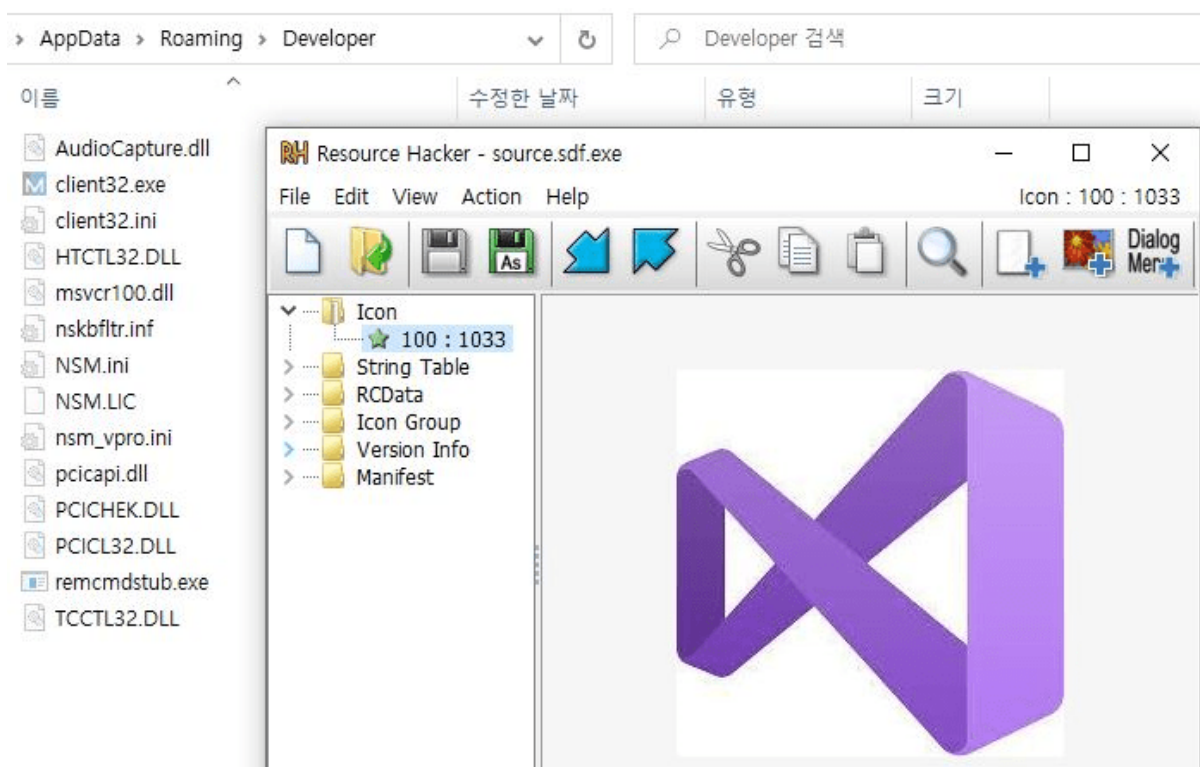 AppData > Roaming > Developer
Developer 검색
이름 수정한 날짜 유형 크기
AudioCapture.dll
client32.exe
client32.ini
HTCTL32.DLL
msvcr100.dll
nskbfltr.inf
NSM.ini
NSM.LIC
nsm_vpro.ini
pcicapi.dll
PCICHEK.DLL
PCICL32.DLL
remcmdstub.exe
TCCTL32.DLL
RH Resource Hacker - source.sdf.exe
File Edit View Action Help
Icon : 100 : 1033
As
Dialog
Menu
Icon
100 : 1033
String Table
RCData
Icon Group
Version Info
Manifest